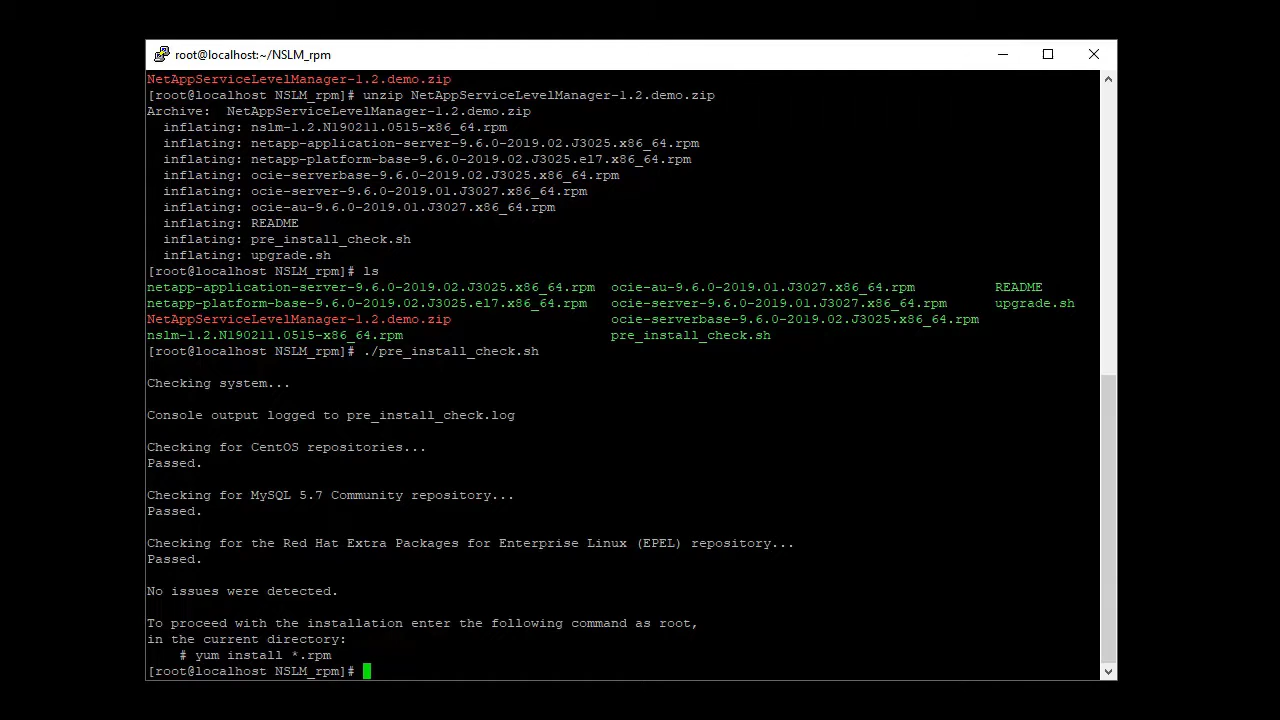 root@localhost:~/NSLM_rpm
NetAppServiceLevelManager-1.2.demo.zip
[root@localhost NSLM_rpm]# unzip NetAppServiceLevelManager-1.2.demo.zip
Archive:  NetAppServiceLevelManager-1.2.demo.zip
  inflating: nslm-1.2.N190211.0515-x86_64.rpm
  inflating: netapp-application-server-9.6.0-2019.02.J3025.x86_64.rpm
  inflating: netapp-platform-base-9.6.0-2019.02.J3025.el7.x86_64.rpm
  inflating: ocie-serverbase-9.6.0-2019.02.J3025.x86_64.rpm
  inflating: ocie-server-9.6.0-2019.01.J3027.x86_64.rpm
  inflating: ocie-au-9.6.0-2019.01.J3027.x86_64.rpm
  inflating: README
  inflating: pre_install_check.sh
  inflating: upgrade.sh
[root@localhost NSLM_rpm]# ls
netapp-application-server-9.6.0-2019.02.J3025.x86_64.rpm  ocie-au-9.6.0-2019.01.J3027.x86_64.rpm          README
netapp-platform-base-9.6.0-2019.02.J3025.el7.x86_64.rpm   ocie-server-9.6.0-2019.01.J3027.x86_64.rpm      upgrade.sh
NetAppServiceLevelManager-1.2.demo.zip                    ocie-serverbase-9.6.0-2019.02.J3025.x86_64.rpm
nslm-1.2.N190211.0515-x86_64.rpm                          pre_install_check.sh
[root@localhost NSLM_rpm]# ./pre_install_check.sh
Checking system...
Console output logged to pre_install_check.log
Checking for CentOS repositories...
Passed.
Checking for MySQL 5.7 Community repository...
Passed.
Checking for the Red Hat Extra Packages for Enterprise Linux (EPEL) repository...
Passed.
No issues were detected.
To proceed with the installation enter the following command as root,
in the current directory:
    # yum install *.rpm
[root@localhost NSLM_rpm]#